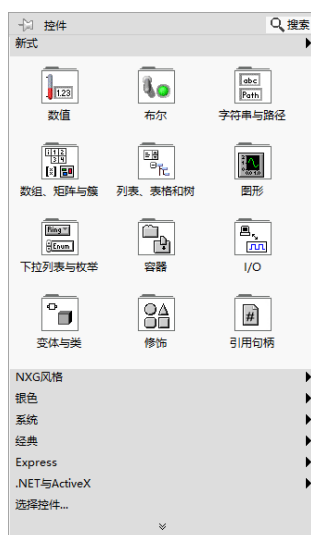 控件 搜索
新式
1.23
abc
Path
数值 布尔 字符串与路径
1 2
3 4
数组、矩阵与簇 列表、表格和树 图形
Ring
Enum
下拉列表与枚举 容器 I/O
#
变体与类 修饰 引用句柄
NXG风格
银色
系统
经典
Express
.NET与ActiveX
选择控件...